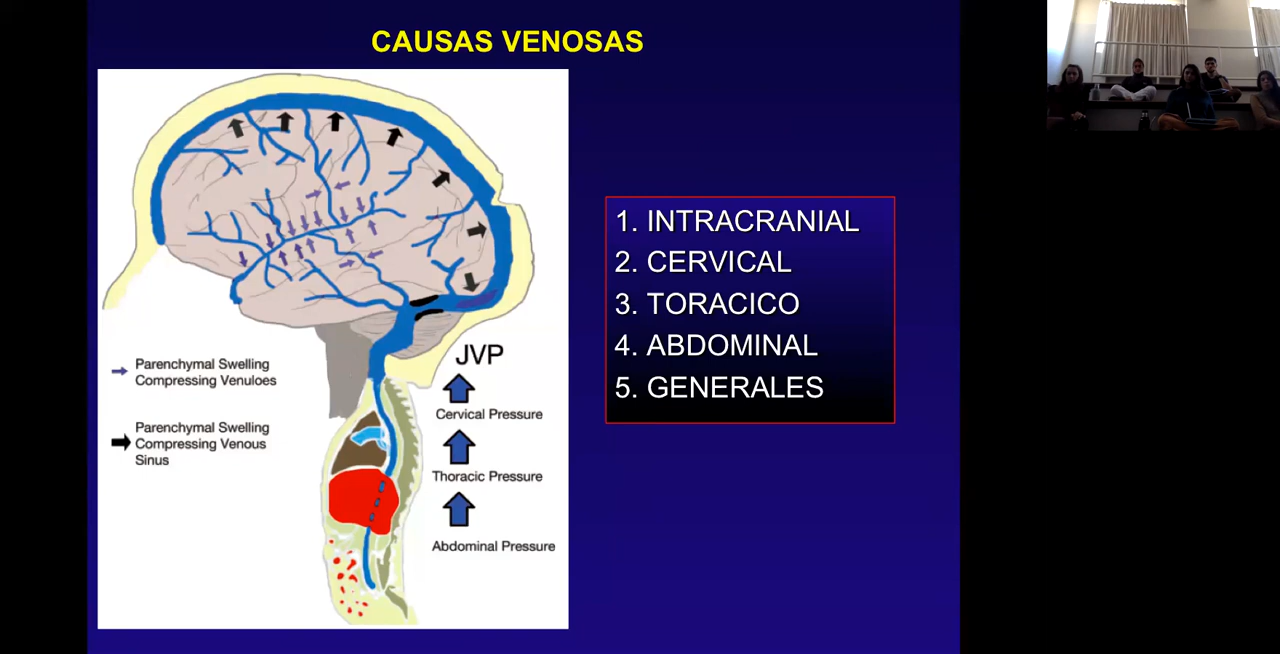 CAUSAS VENOSAS
Parenchymal Swelling
Compressing Venuloes
Parenchymal Swelling
Compressing Venous
Sinus
JVP
Cervical Pressure
Thoracic Pressure
Abdominal Pressure
1. INTRACRANIAL
2. CERVICAL
3. TORACICO
4. ABDOMINAL
5. GENERALES